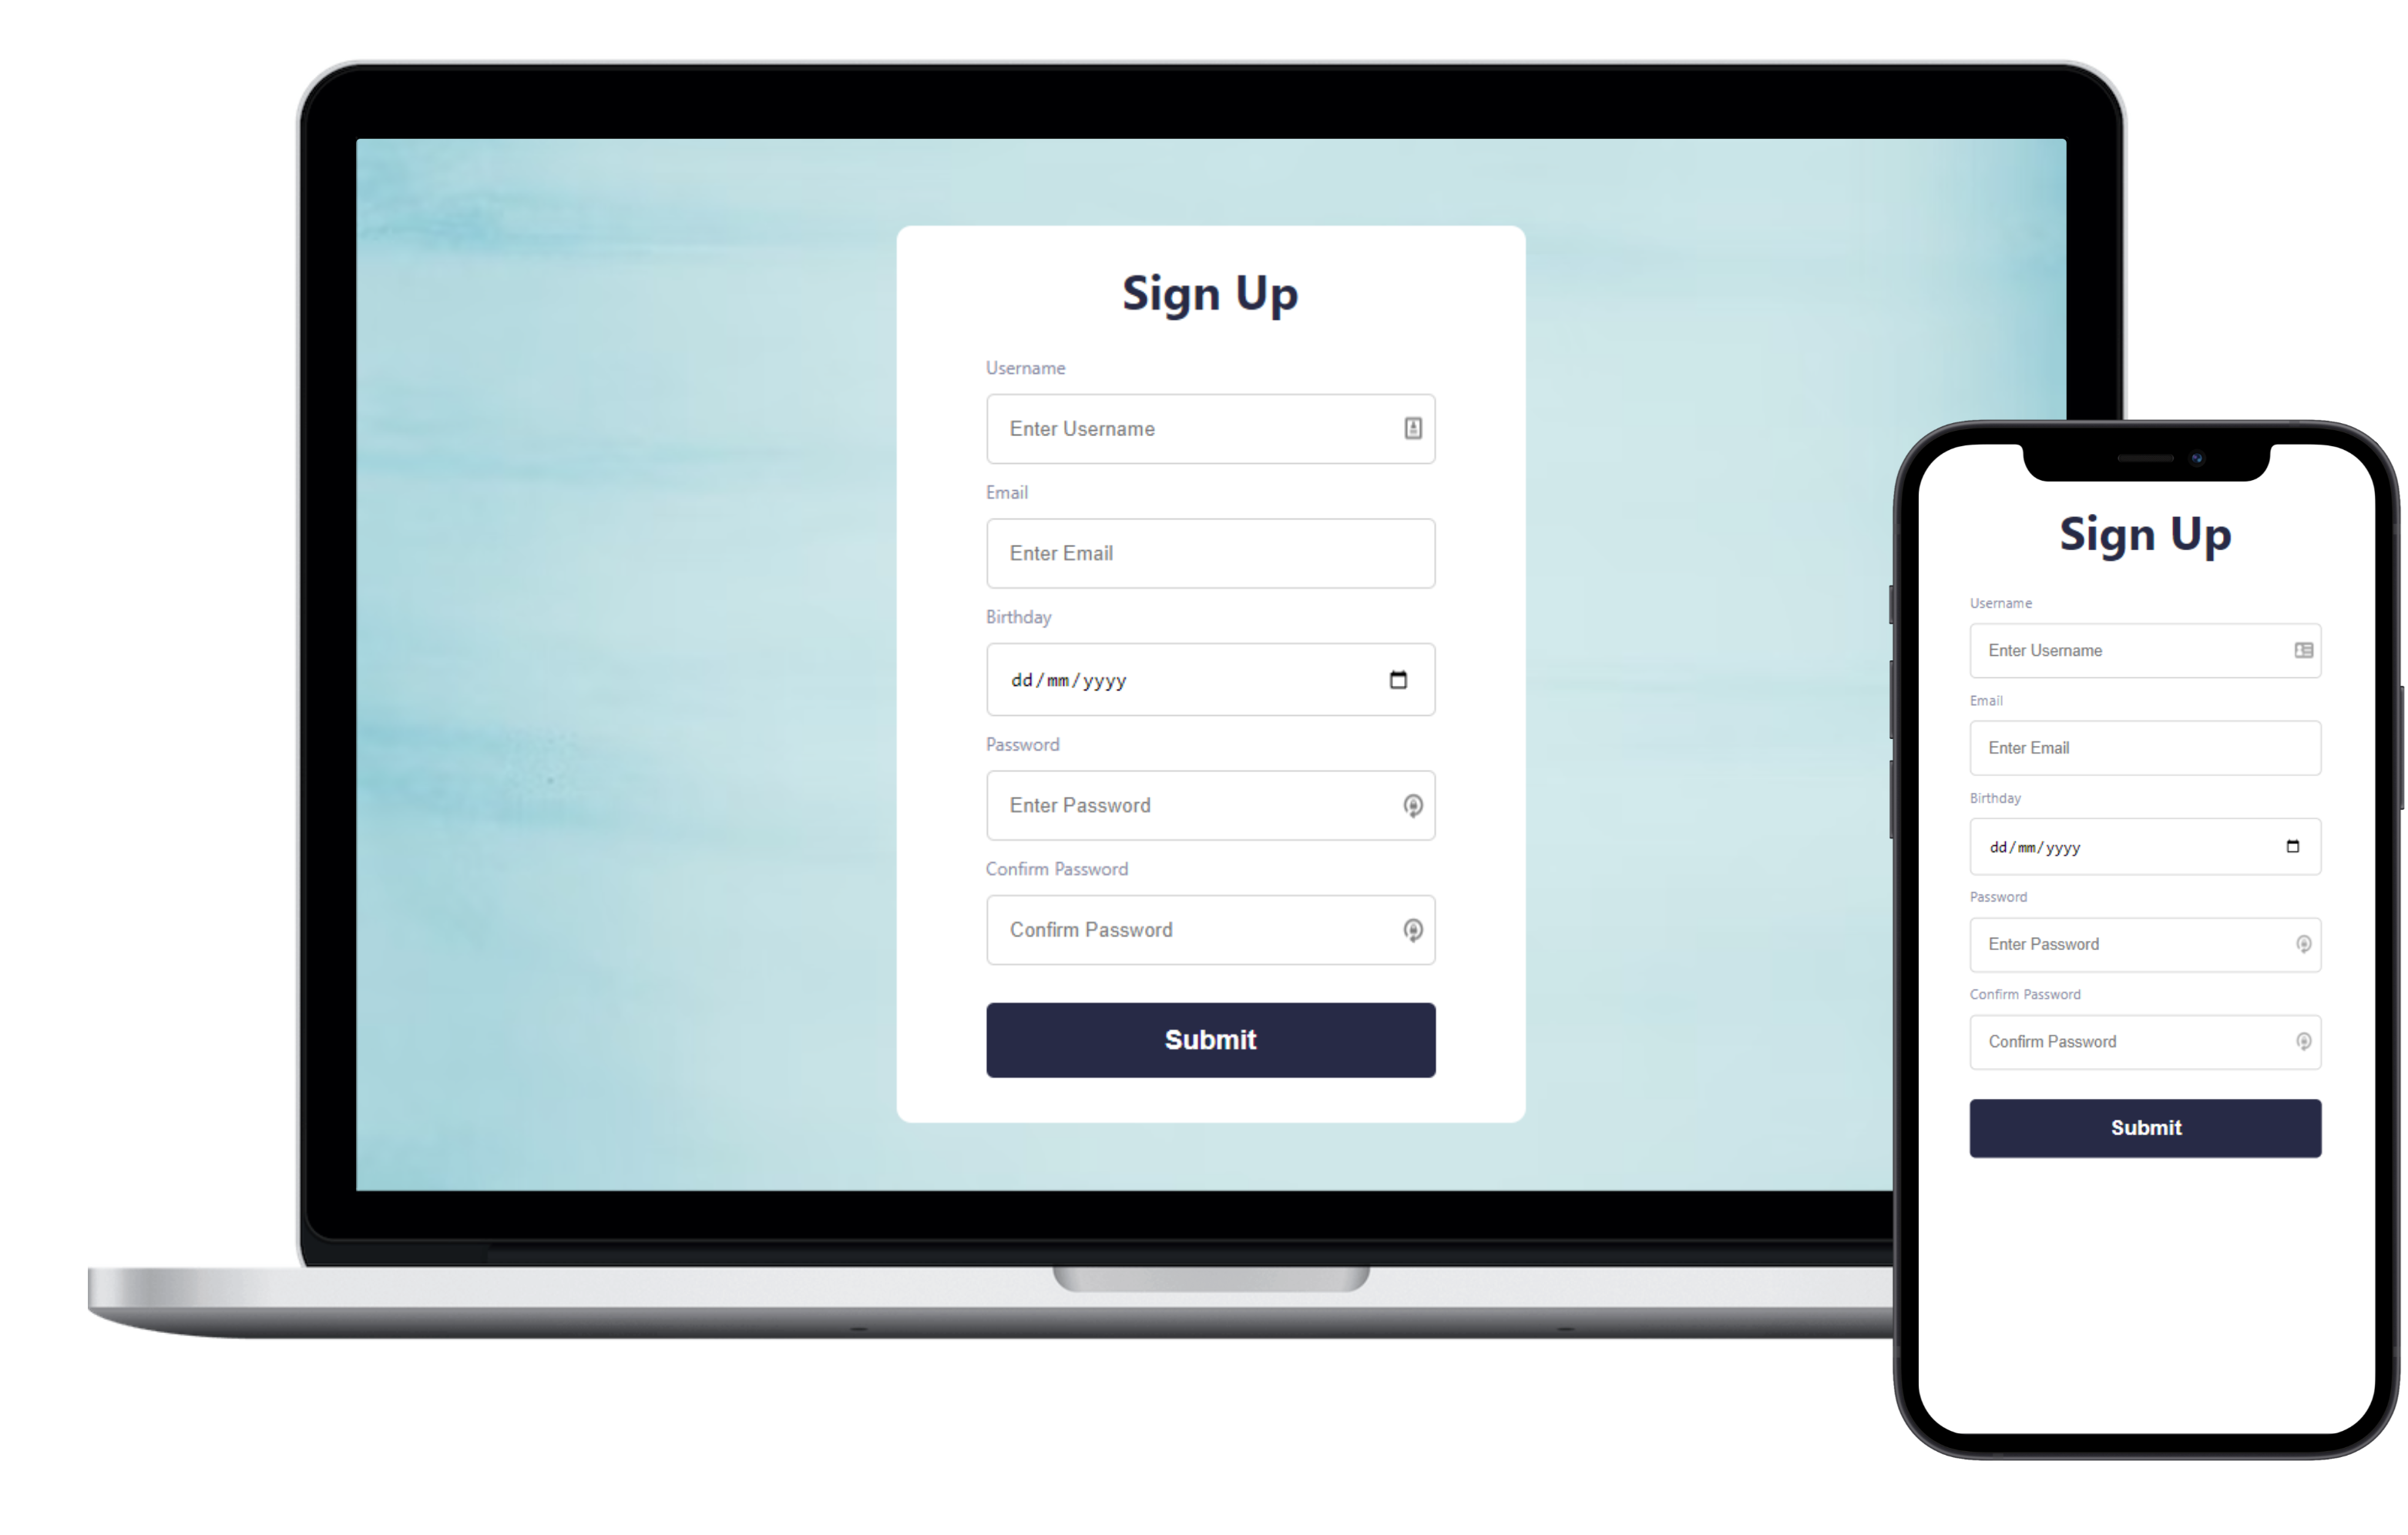 Sign Up
Username
Enter Username
Email
Enter Email
Birthday
dd/mm/yyyy
Password
Enter Password
Confirm Password
Confirm Password
Submit
Sign Up
Username
Enter Username
Email
Enter Email
Birthday
dd/mm/yyyy
Password
Enter Password
Confirm Password
Confirm Password
Submit